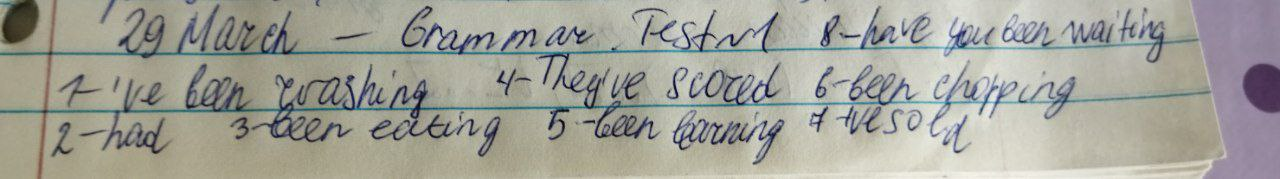 29 March - Grammar. Test №1 8-have you been waiting
1-'ve been washing 4-They've scored 6-been chopping
2-had 3-been eating 5-been learning 7-'ve sold